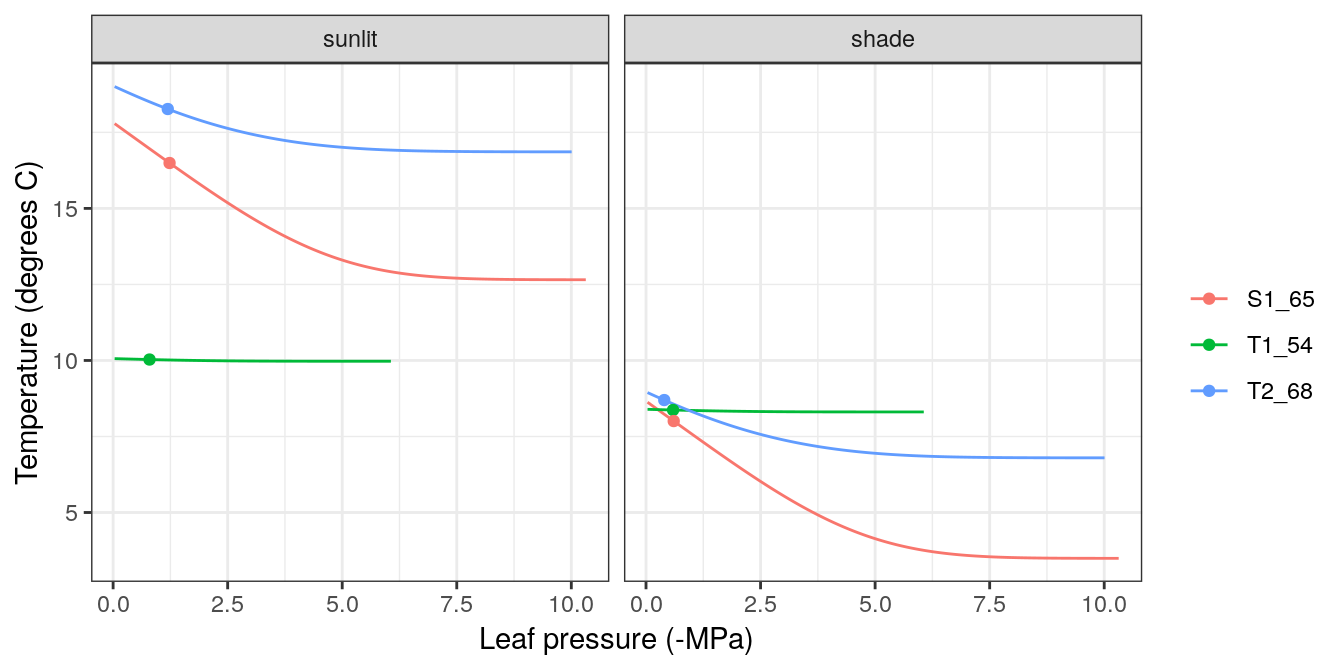 sunlit
shade
Temperature (degrees C)
15
10
5
0.0 2.5 5.0 7.5 10.0
0.0 2.5 5.0 7.5 10.0
Leaf pressure (-MPa)
S1_65
T1_54
T2_68